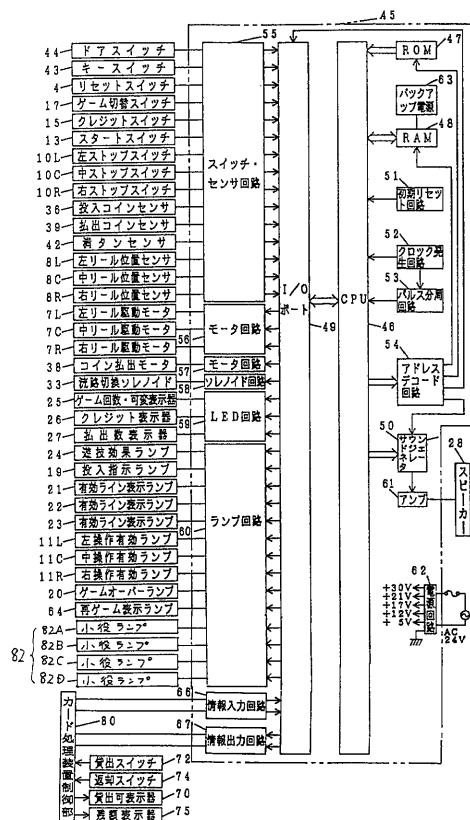 45
55
44 ドアスイッチ
43 キースイッチ
4 リセットスイッチ
17 ゲーム切替スイッチ
15 クレジットスイッチ
13 スタートスイッチ
10L 左ストップスイッチ
10C 中ストップスイッチ
10R 右ストップスイッチ
36 投入コインセンサ
39 払出コインセンサ
42 満タンセンサ
8L 左リール位置センサ
8C 中リール位置センサ
8R 右リール位置センサ
7L 左リール駆動モータ
7C 中リール駆動モータ
7R 右リール駆動モータ
38 コイン払出モータ
33 流路切換ソレノイド
25 ゲーム回数・可変表示器
26 クレジット表示器
27 払出数表示器
24 遊技効果ランプ
19 投入指示ランプ
21 有効ライン表示ランプ
22 有効ライン表示ランプ
23 有効ライン表示ランプ
11L 左操作有効ランプ
11C 中操作有効ランプ
11R 右操作有効ランプ
20 ゲームオーバーランプ
64 再ゲーム表示ランプ
82
82A 小役ランプ
82B 小役ランプ
82C 小役ランプ
82D 小役ランプ
スイッチ・センサ回路
56 モータ回路
57 モータ回路
58 ソレノイド回路
59 LED回路
60 ランプ回路
66 情報入力回路
67 情報出力回路
I/Oポート 49
CPU 46
ROM 47
63
バックアップ電源
RAM 48
51
初期リセット回路
52
クロック発生回路
53
パルス分周回路
54
アドレスデコード回路
50
サウンドジェネレータ
28
スピーカー
61 アンプ
62
電源回路
+30V
+21V
+17V
+12V
+5V
AC24V
カード処理装置制御部
80
貸出スイッチ 72
返却スイッチ 74
貸出可表示器 70
残額表示器 75